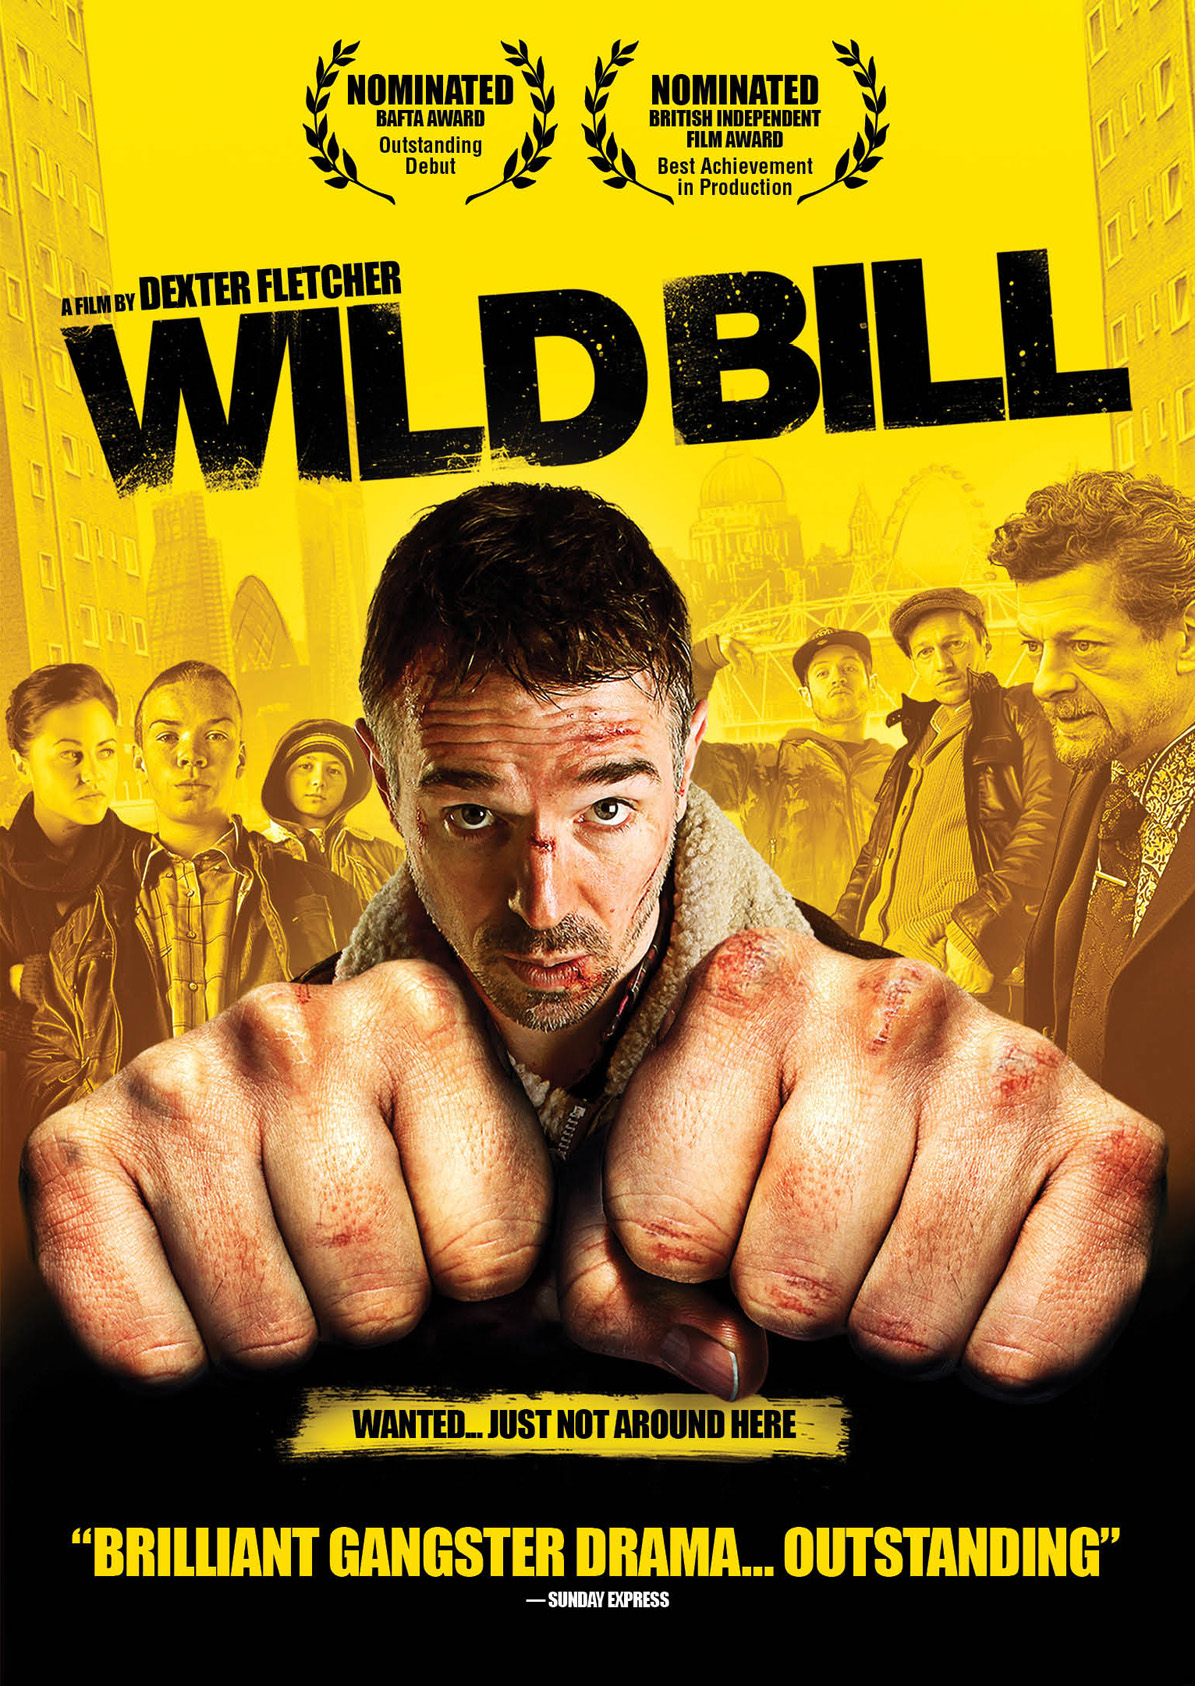 NOMINATED
BAFTA AWARD
Outstanding
Debut
NOMINATED
BRITISH INDEPENDENT
FILM AWARD
Best Achievement
in Production
A FILM BY DEXTER FLETCHER
WILD BILL
WANTED... JUST NOT AROUND HERE
“BRILLIANT GANGSTER DRAMA... OUTSTANDING”
— SUNDAY EXPRESS